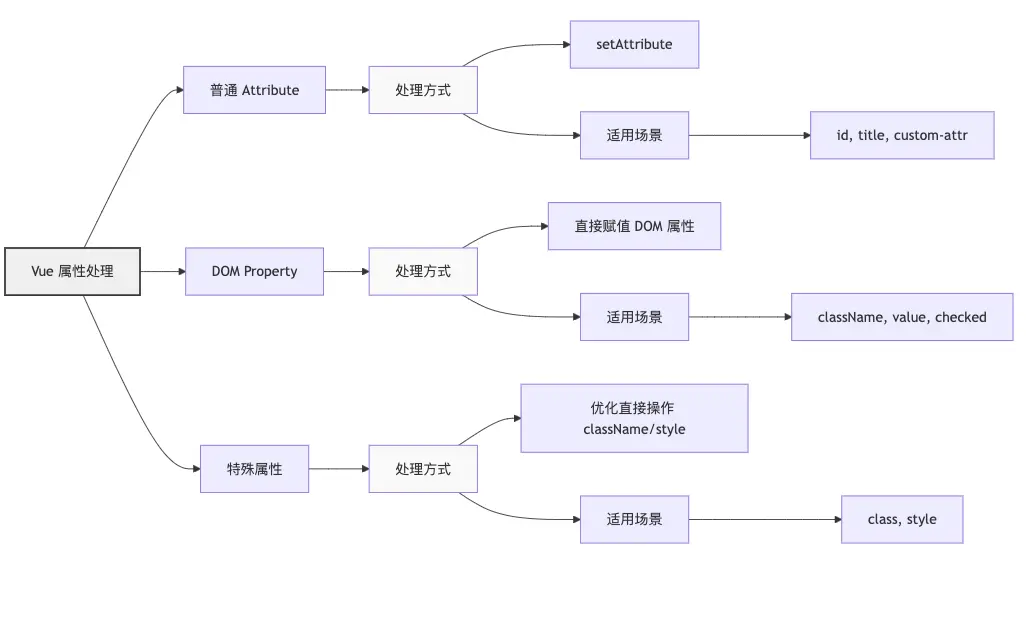 Vue 属性处理
普通 Attribute
处理方式
setAttribute
适用场景
id, title, custom-attr
DOM Property
处理方式
直接赋值 DOM 属性
适用场景
className, value, checked
特殊属性
处理方式
优化直接操作
className/style
适用场景
class, style